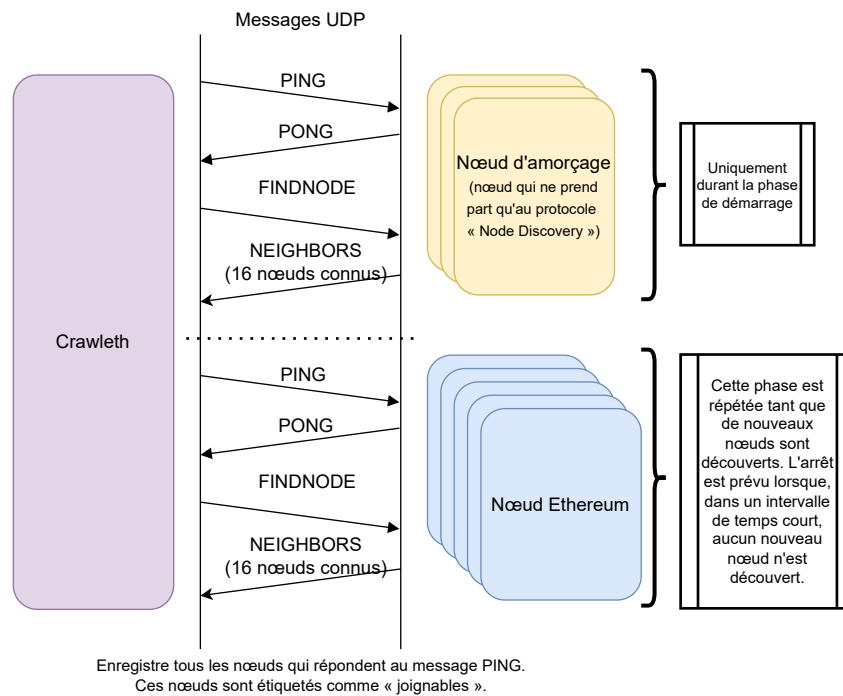 Messages UDP
Crawleth
PING
PONG
FINDNODE
NEIGHBORS
(16 nœuds connus)
Nœud d'amorçage
(nœud qui ne prend
part qu'au protocole
« Node Discovery »)
Uniquement
durant la phase
de démarrage
PING
PONG
FINDNODE
NEIGHBORS
(16 nœuds connus)
Nœud Ethereum
Cette phase est
répétée tant que
de nouveaux
nœuds sont
découverts. L'arrêt
est prévu lorsque,
dans un intervalle
de temps court,
aucun nouveau
nœud n'est
découvert.
Enregistre tous les nœuds qui répondent au message PING.
Ces nœuds sont étiquetés comme « joignables ».